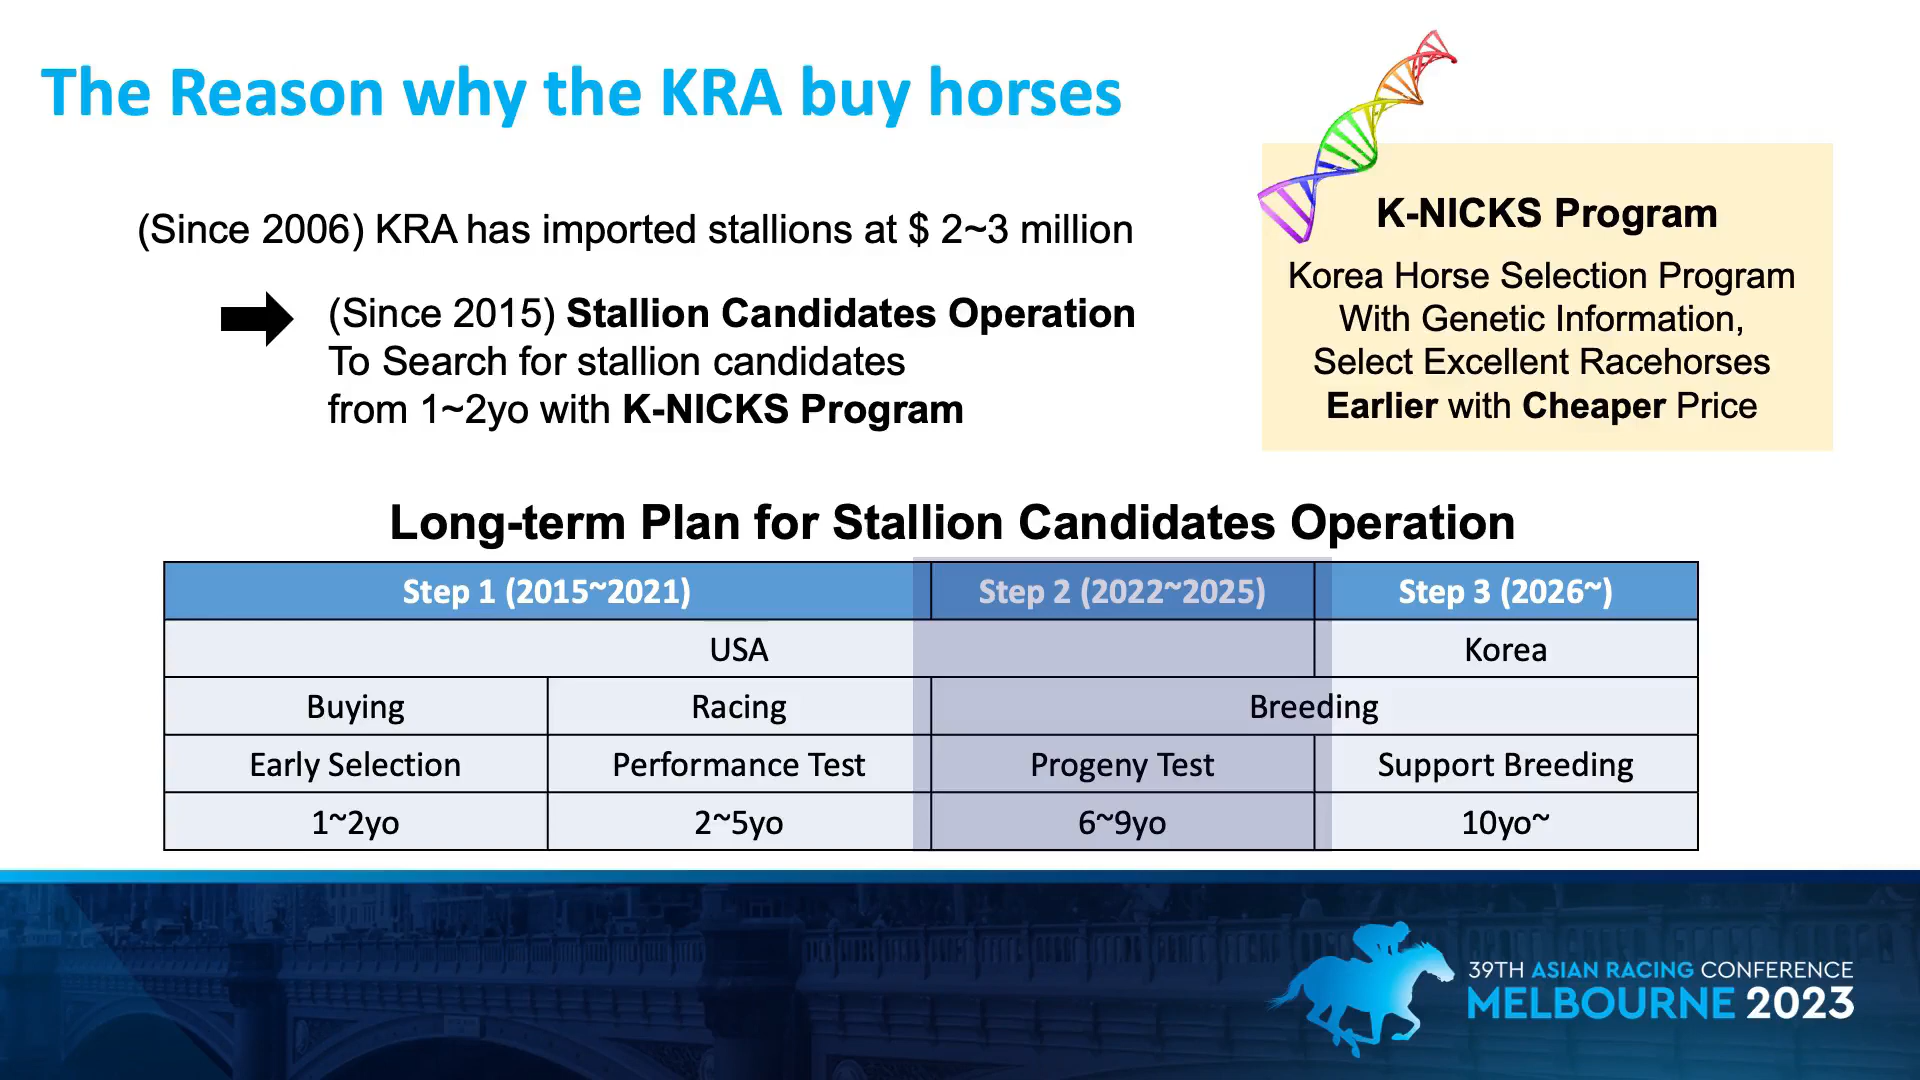 The Reason why the KRA buy horses
(Since 2006) KRA has imported stallions at $ 2~3 million
(Since 2015) Stallion Candidates Operation
To Search for stallion candidates
from 1~2yo with K-NICKS Program
K-NICKS Program
Korea Horse Selection Program
With Genetic Information,
Select Excellent Racehorses
Earlier with Cheaper Price
Long-term Plan for Stallion Candidates Operation
Step 1 (2015~2021) Step 2 (2022~2025) Step 3 (2026~)
USA Korea
Buying Racing Breeding
Early Selection Performance Test Progeny Test Support Breeding
1~2yo 2~5yo 6~9yo 10yo~
39TH ASIAN RACING CONFERENCE
MELBOURNE 2023